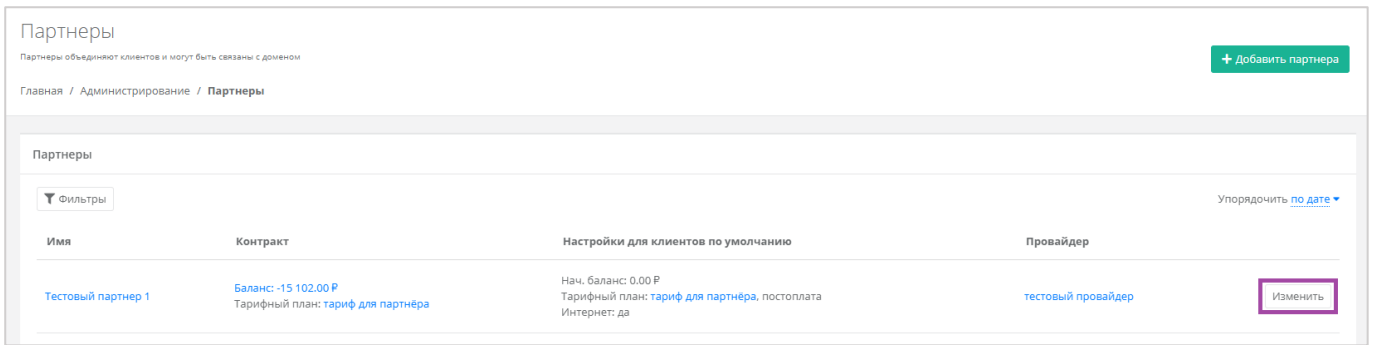 Партнеры
Партнеры объединяют клиентов и могут быть связаны с доменом
+ Добавить партнера
Главная / Администрирование / Партнеры
Партнеры
Фильтры
Упорядочить по дате
Имя Контракт Настройки для клиентов по умолчанию Провайдер
Тестовый партнер 1
Баланс: -15 102.00 ₽
Тарифный план: тариф для партнёра
Нач. баланс: 0.00 ₽
Тарифный план: тариф для партнёра, постоплата
Интернет: да
тестовый провайдер
Изменить